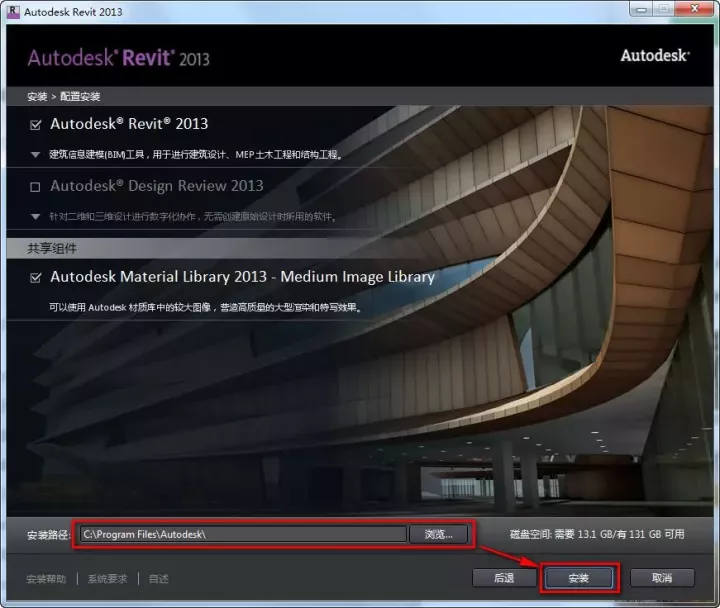 Autodesk Revit 2013
Autodesk® Revit® 2013
Autodesk®
安装 > 配置安装
Autodesk® Revit® 2013
建筑信息建模(BIM)工具，用于进行建筑设计、MEP土木工程和结构工程。
Autodesk® Design Review 2013
针对二维和三维设计进行数字化协作，无需创建原始设计时所用的软件。
共享组件
Autodesk Material Library 2013 - Medium Image Library
可以使用 Autodesk 材质库中的较大图像，营造高质量的大型渲染和特写效果。
安装路径: C:\Program Files\Autodesk\ 浏览... 磁盘空间: 需要 13.1 GB/有 131 GB 可用
安装帮助 | 系统要求 | 自述 后退 安装 取消